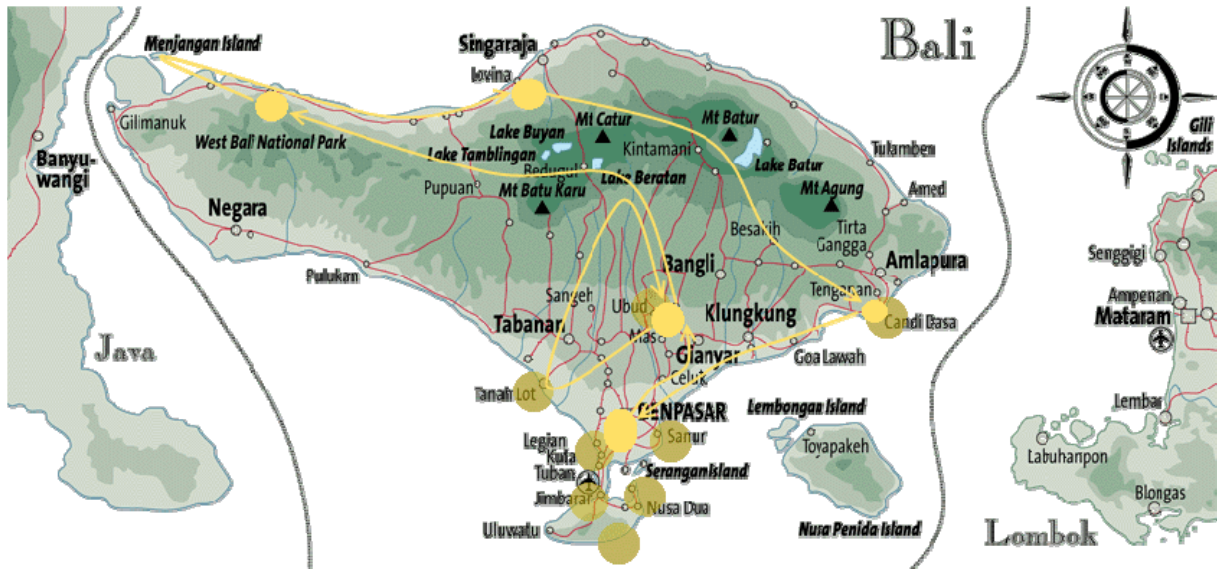 Bali
Menjangan Island
Singaraja
Lovina
Gilimanuk
West Bali National Park
Banyu-
wangi
Lake Buyan
Mt Catur
Mt Batur
Gili
Islands
Lake Tamblingan
Kintamani
Lake Batur
Tulamben
Bedugul
Lake Beratan
Pupuan
Mt Batu Karu
Mt Agung
Amed
Negara
Besakih
Tirta
Gangga
Senggigi
Pulukan
Bangli
Amlapura
Sangeh
Ubud
Tenganan
Ampenan
Tabanan
Klungkung
Candi Dasa
Mataram
Java
Mas
Gianyar
Goa Lawah
Celuk
Tanah Lot
DENPASAR
Lembongan Island
Lembar
Legian
Sanur
Kuta
Toyapakeh
Labuhanpon
Tuban
Serangan Island
Jimbaran
Nusa Dua
Blongas
Uluwatu
Nusa Penida Island
Lombok